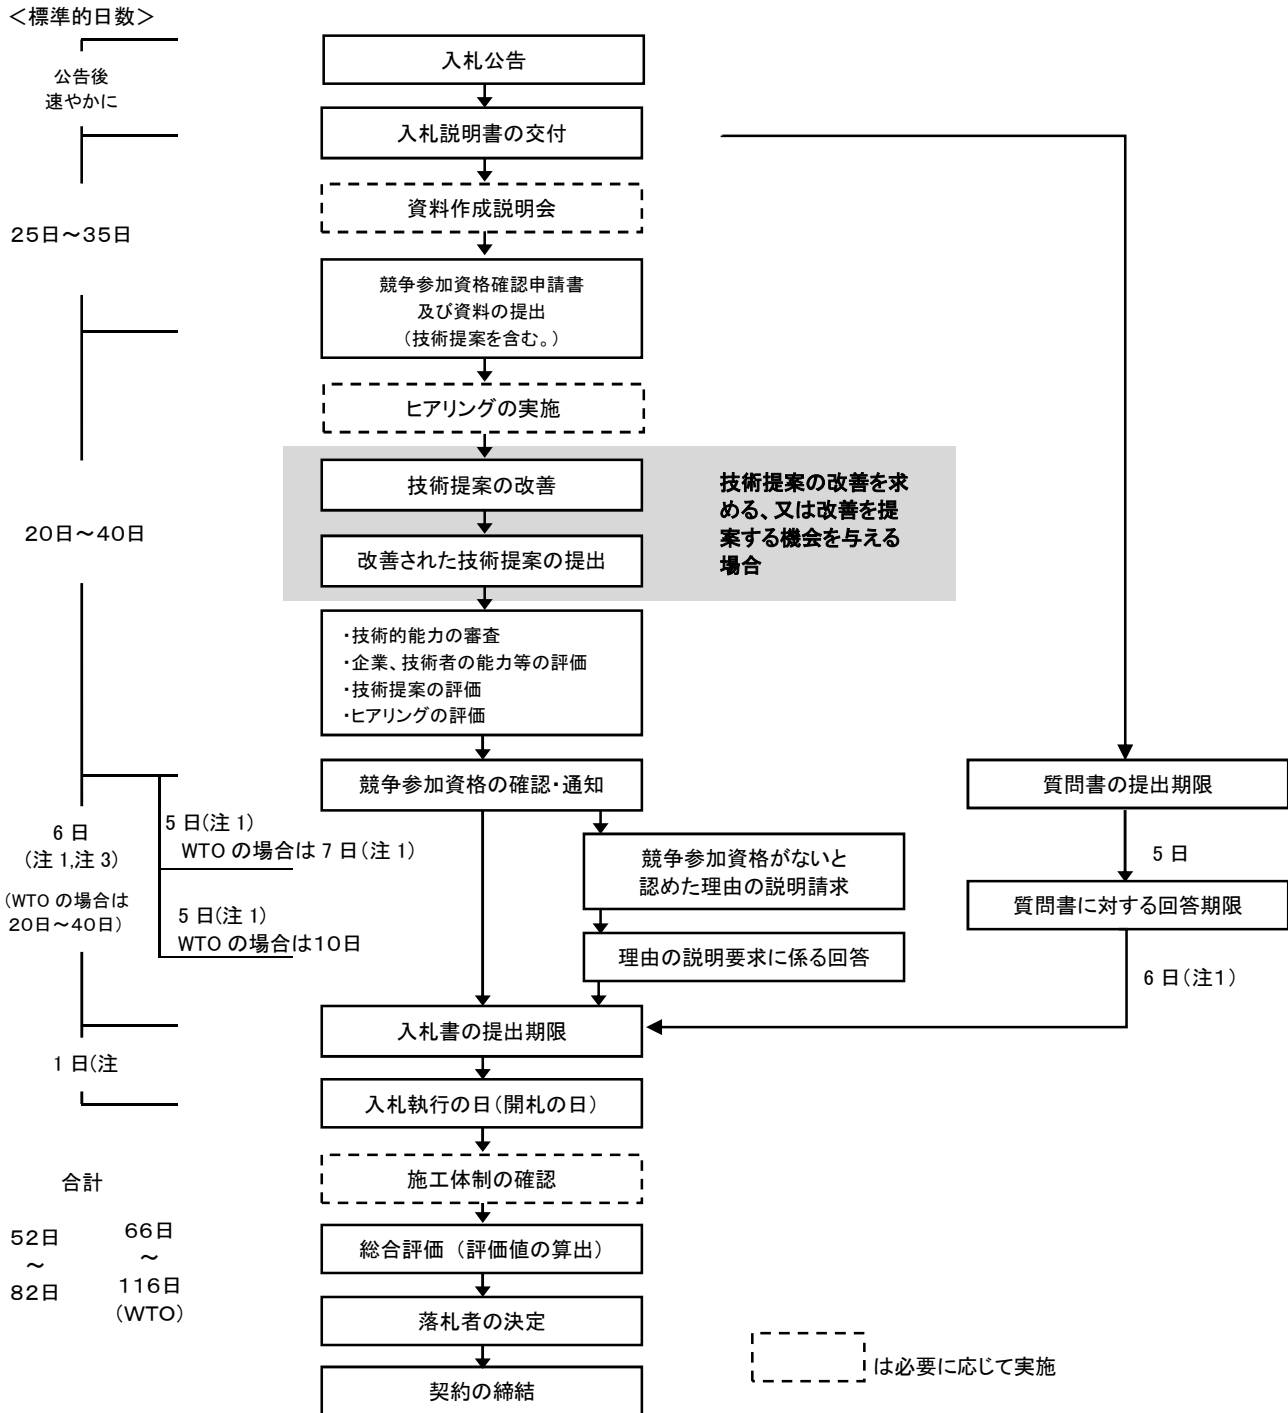 ＜標準的日数＞
公告後
速やかに
25日～35日
20日～40日
6 日
(注 1,注 3)
(WTO の場合は
20日～40日)
5 日(注 1)
WTO の場合は 7 日(注 1)
5 日(注 1)
WTO の場合は10日
1 日(注
合計
52日
～
82日
66日
～
116日
(WTO)
入札公告
入札説明書の交付
資料作成説明会
競争参加資格確認申請書
及び資料の提出
(技術提案を含む。)
ヒアリングの実施
技術提案の改善
改善された技術提案の提出
技術提案の改善を求
める、又は改善を提
案する機会を与える
場合
・技術的能力の審査
・企業、技術者の能力等の評価
・技術提案の評価
・ヒアリングの評価
競争参加資格の確認・通知
競争参加資格がないと
認めた理由の説明請求
理由の説明要求に係る回答
質問書の提出期限
5 日
質問書に対する回答期限
6 日(注1)
入札書の提出期限
入札執行の日(開札の日)
施工体制の確認
総合評価 (評価値の算出)
落札者の決定
契約の締結
は必要に応じて実施